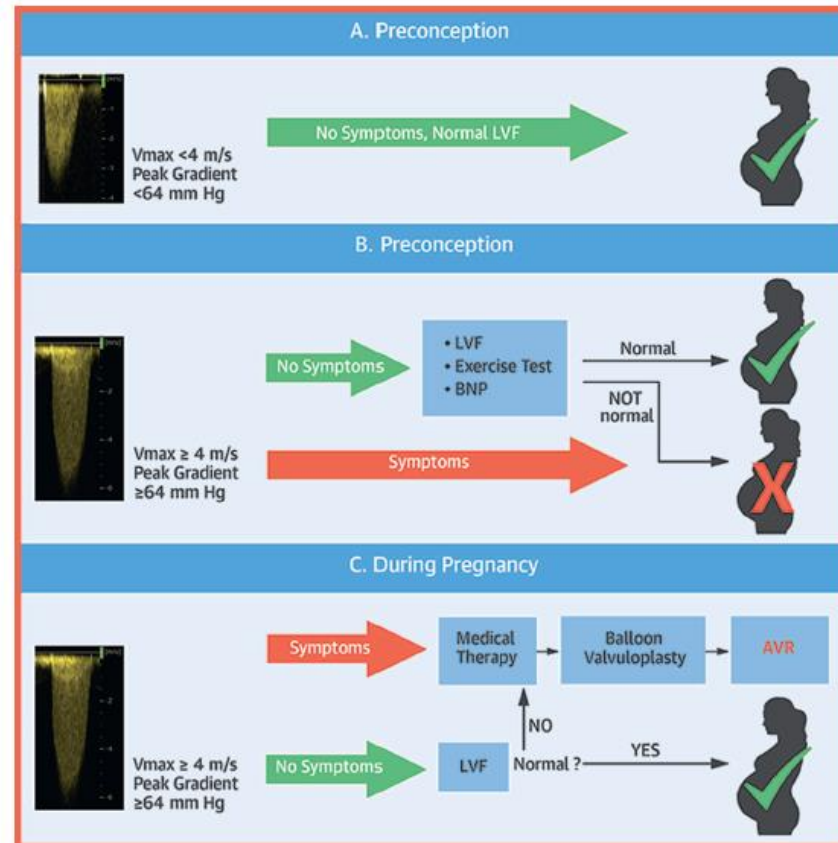 A. Preconception
No Symptoms, Normal LVF
Vmax <4 m/s
Peak Gradient
<64 mm Hg
B. Preconception
No Symptoms
• LVF
• Exercise Test
• BNP
Normal
NOT
normal
Symptoms
Vmax ≥ 4 m/s
Peak Gradient
≥64 mm Hg
X
C. During Pregnancy
Symptoms
Medical
Therapy
Balloon
Valvuloplasty
AVR
NO
No Symptoms
LVF
Normal ?
YES
Vmax ≥ 4 m/s
Peak Gradient
≥64 mm Hg